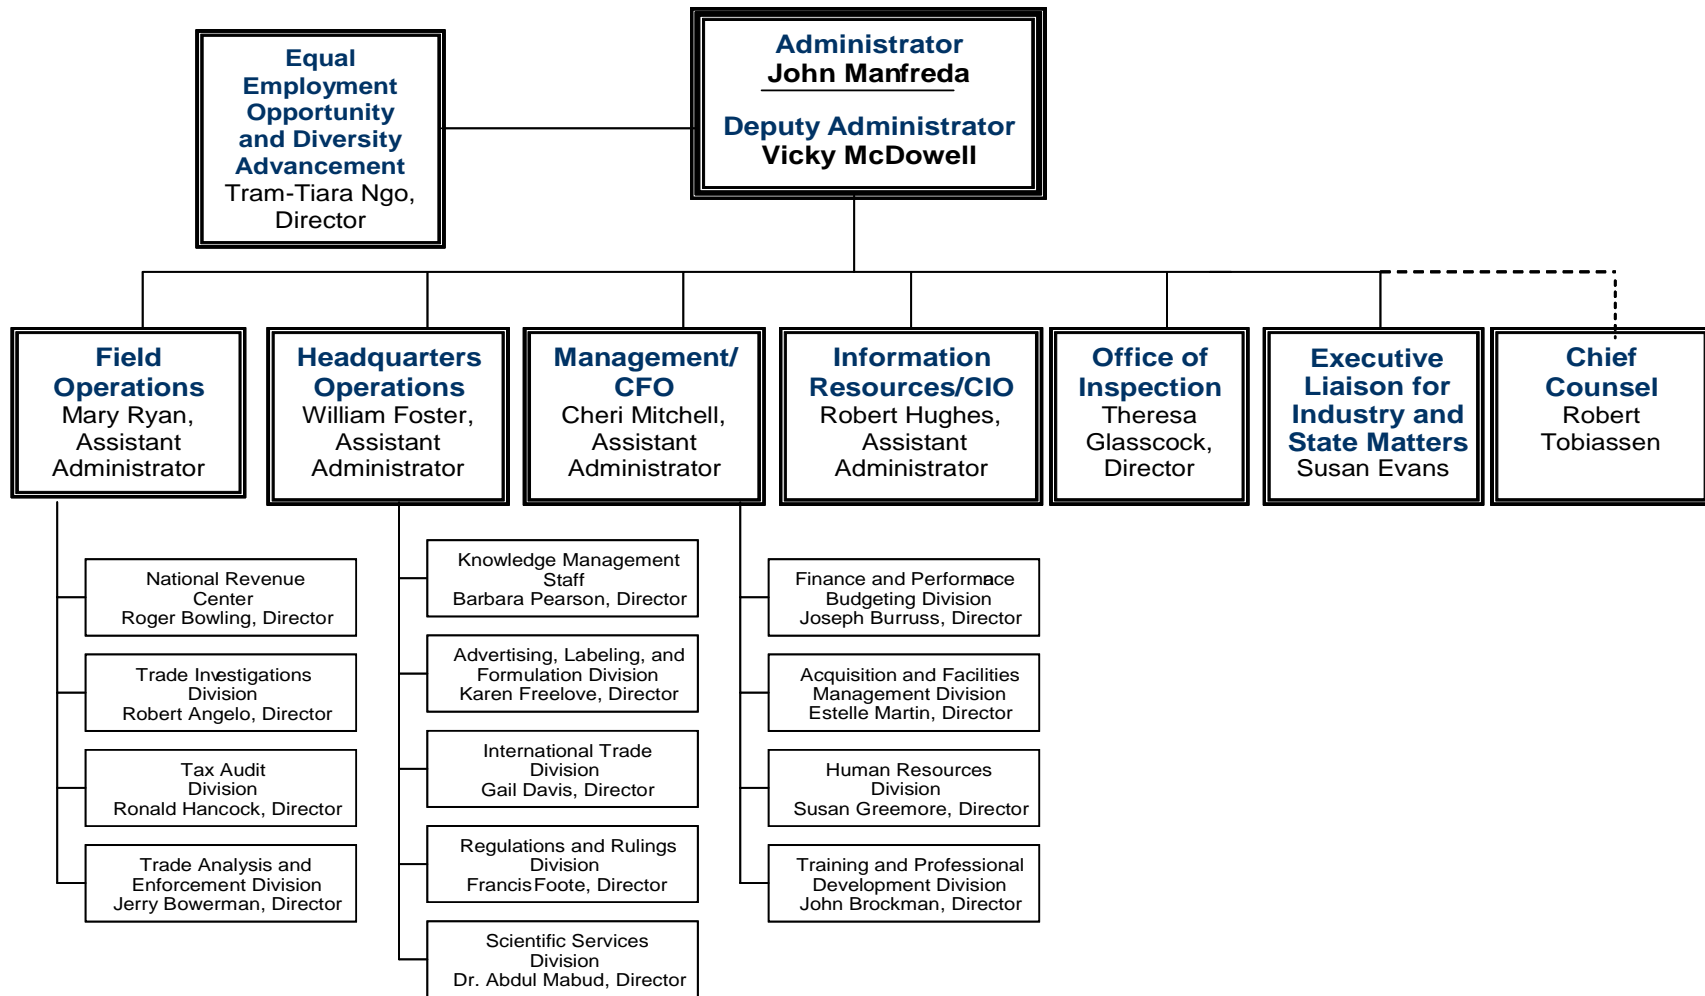 Equal
Employment
Opportunity
and Diversity
Advancement
Tram-Tiara Ngo,
Director
Administrator
John Manfreda
Deputy Administrator
Vicky McDowell
Field
Operations
Mary Ryan,
Assistant
Administrator
Headquarters
Operations
William Foster,
Assistant
Administrator
Management/
CFO
Cheri Mitchell,
Assistant
Administrator
Information
Resources/CIO
Robert Hughes,
Assistant
Administrator
Office of
Inspection
Theresa
Glasscock,
Director
Executive
Liaison for
Industry and
State Matters
Susan Evans
Chief
Counsel
Robert
Tobiassen
National Revenue
Center
Roger Bowling, Director
Trade Investigations
Division
Robert Angelo, Director
Tax Audit
Division
Ronald Hancock, Director
Trade Analysis and
Enforcement Division
Jerry Bowerman, Director
Knowledge Management
Staff
Barbara Pearson, Director
Advertising, Labeling, and
Formulation Division
Karen Freelove, Director
International Trade
Division
Gail Davis, Director
Regulations and Rulings
Division
Francis Foote, Director
Scientific Services
Division
Dr. Abdul Mabud, Director
Finance and Performance
Budgeting Division
Joseph Burruss, Director
Acquisition and Facilities
Management Division
Estelle Martin, Director
Human Resources
Division
Susan Greemore, Director
Training and Professional
Development Division
John Brockman, Director